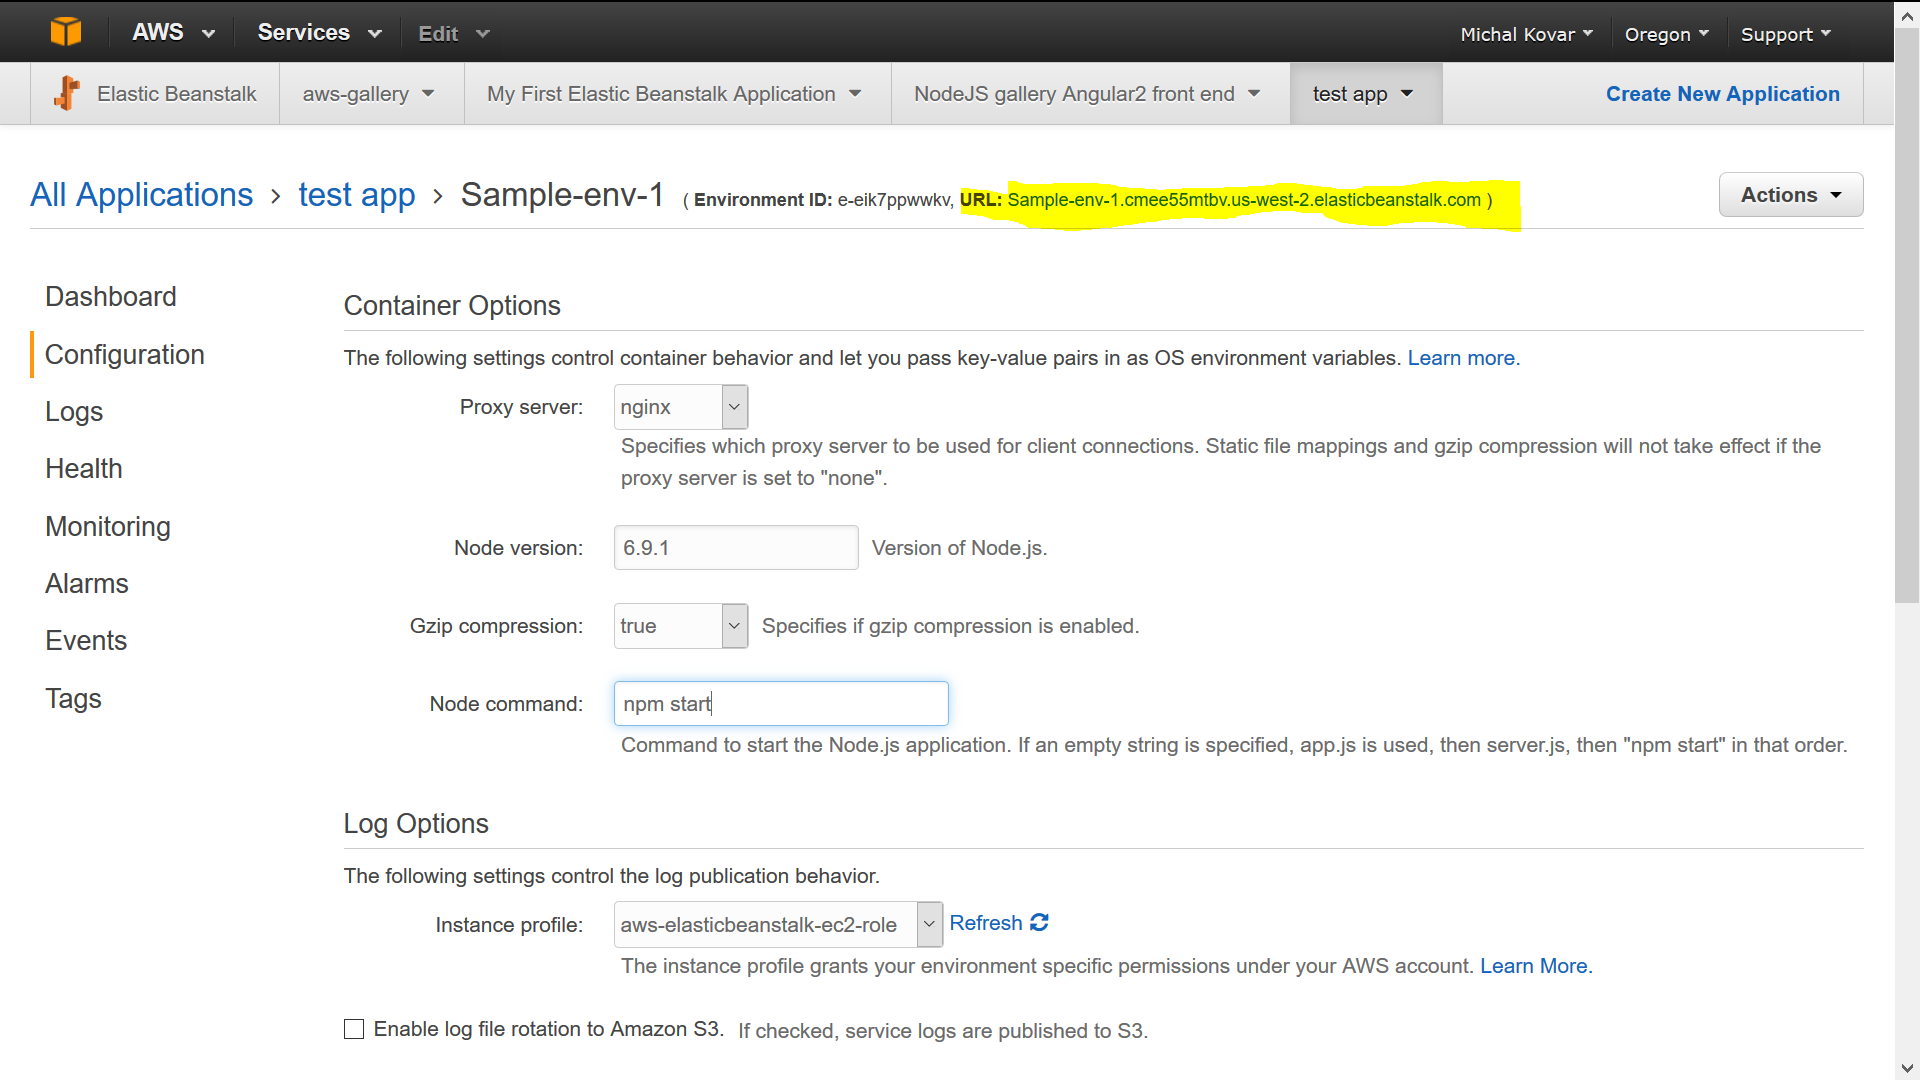 AWS Services Edit Michal Kovar Oregon Support
Elastic Beanstalk aws-gallery My First Elastic Beanstalk Application NodeJS gallery Angular2 front end test app Create New Application
All Applications › test app › Sample-env-1 ( Environment ID: e-eik7ppwwkv, URL: Sample-env-1.cmee55mtbv.us-west-2.elasticbeanstalk.com ) Actions
Dashboard
Configuration
Logs
Health
Monitoring
Alarms
Events
Tags
Container Options
The following settings control container behavior and let you pass key-value pairs in as OS environment variables. Learn more.
Proxy server: nginx
Specifies which proxy server to be used for client connections. Static file mappings and gzip compression will not take effect if the
proxy server is set to "none".
Node version: 6.9.1 Version of Node.js.
Gzip compression: true Specifies if gzip compression is enabled.
Node command: npm start
Command to start the Node.js application. If an empty string is specified, app.js is used, then server.js, then "npm start" in that order.
Log Options
The following settings control the log publication behavior.
Instance profile: aws-elasticbeanstalk-ec2-role Refresh
The instance profile grants your environment specific permissions under your AWS account. Learn More.
Enable log file rotation to Amazon S3. If checked, service logs are published to S3.